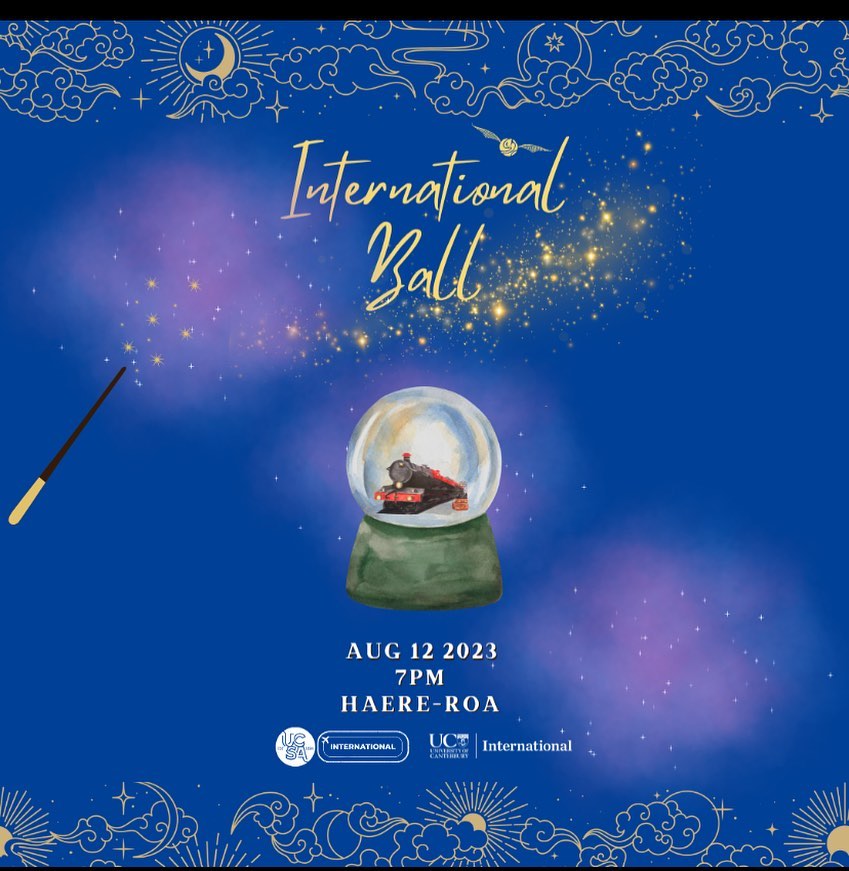 International
Ball
AUG 12 2023
7PM
HAERE-ROA
UC
SA
INTERNATIONAL
UC
UNIVERSITY OF
CANTERBURY
International